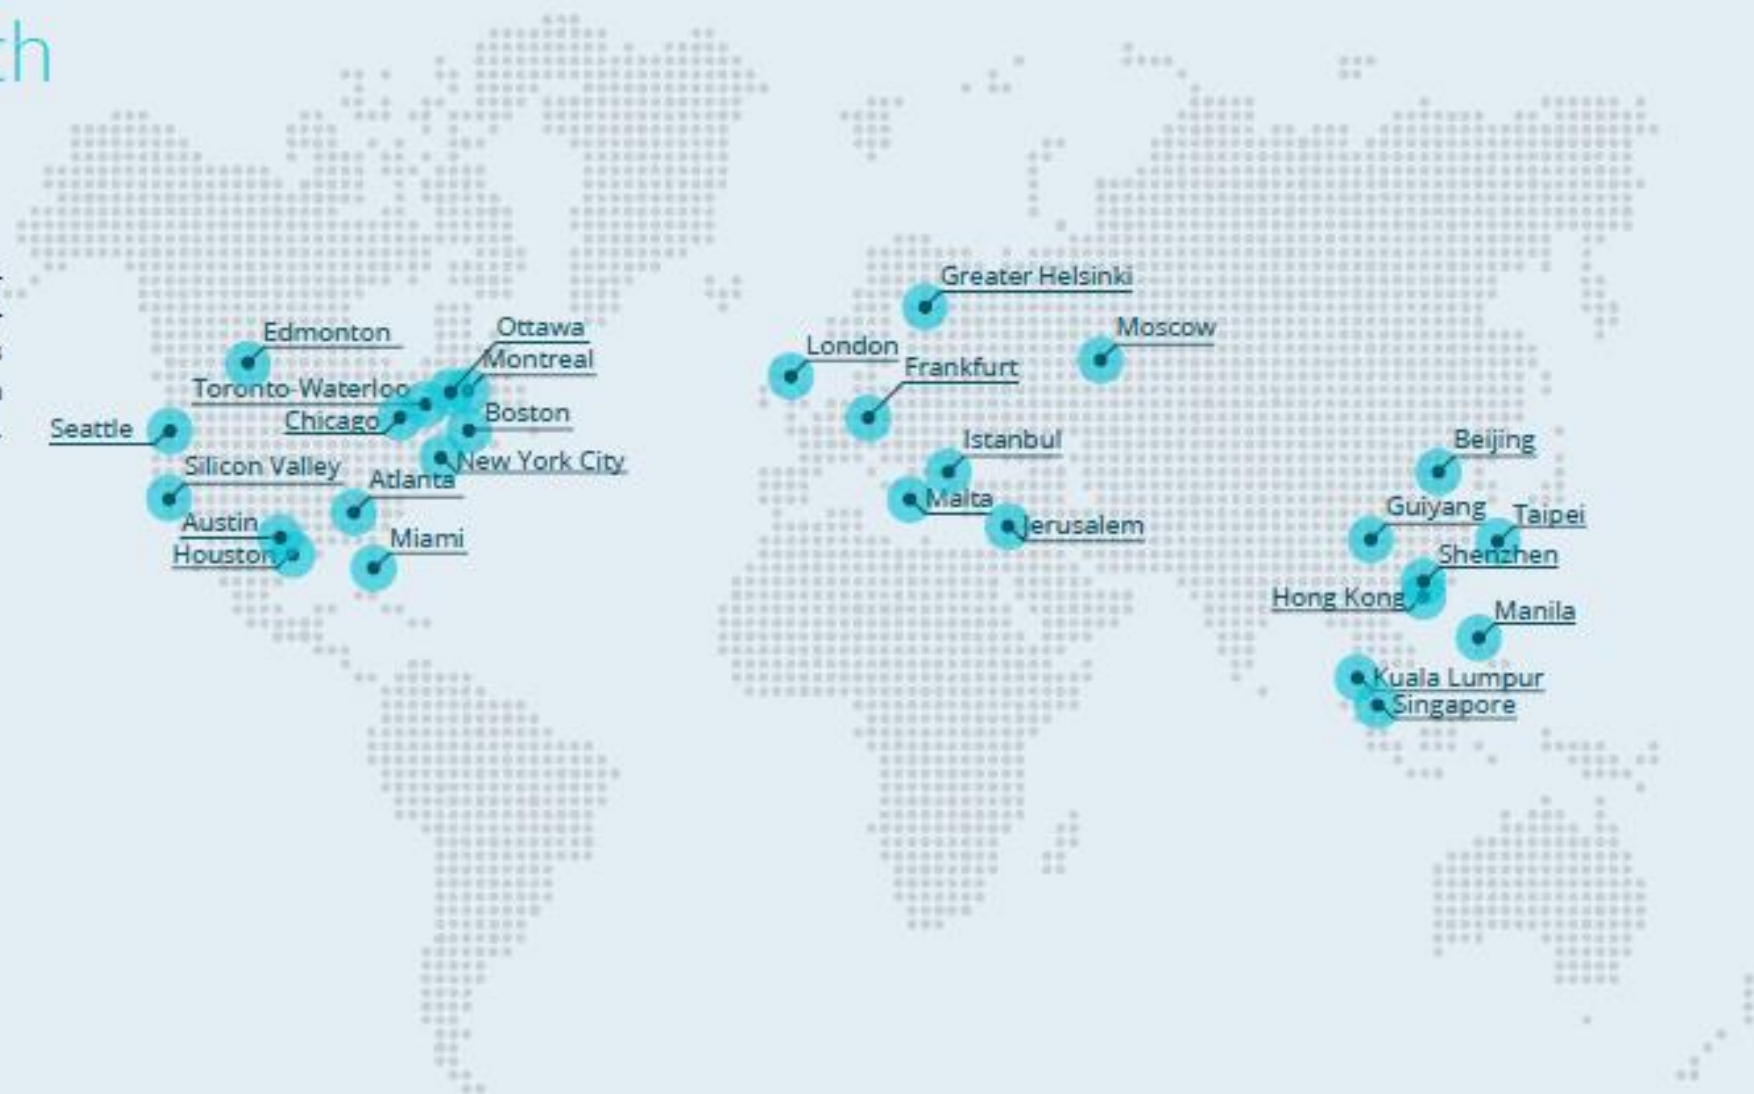 th
Greater Helsinki
Edmonton
Ottawa
Moscow
London
Montreal
Frankfurt
Toronto-Waterloo
Chicago
Boston
Seattle
Istanbul
Beijing
Silicon Valley
New York City
Atlanta
Malta
Guiyang
Taipei
Austin
Jerusalem
Miami
Houston
Shenzhen
Hong Kong
Manila
Kuala Lumpur
Singapore